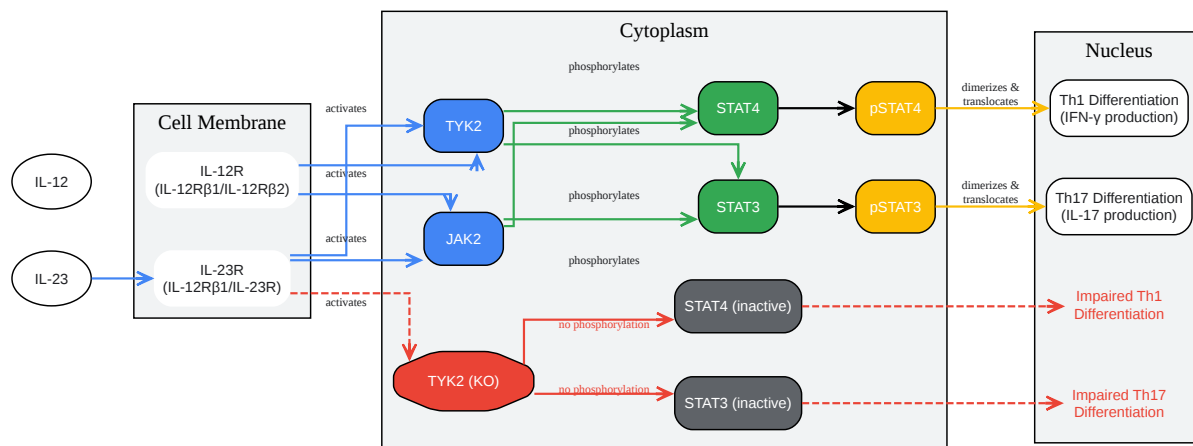 Cytoplasm
Nucleus
Cell Membrane
phosphorylates
activates
TYK2
STAT4
pSTAT4
dimerizes &
translocates
Th1 Differentiation
(IFN-γ production)
phosphorylates
IL-12
IL-12R
(IL-12Rβ1/IL-12Rβ2)
activates
phosphorylates
STAT3
pSTAT3
dimerizes &
translocates
Th17 Differentiation
(IL-17 production)
activates
JAK2
phosphorylates
IL-23
IL-23R
(IL-12Rβ1/IL-23R)
activates
no phosphorylation
STAT4 (inactive)
Impaired Th1
Differentiation
TYK2 (KO)
no phosphorylation
STAT3 (inactive)
Impaired Th17
Differentiation